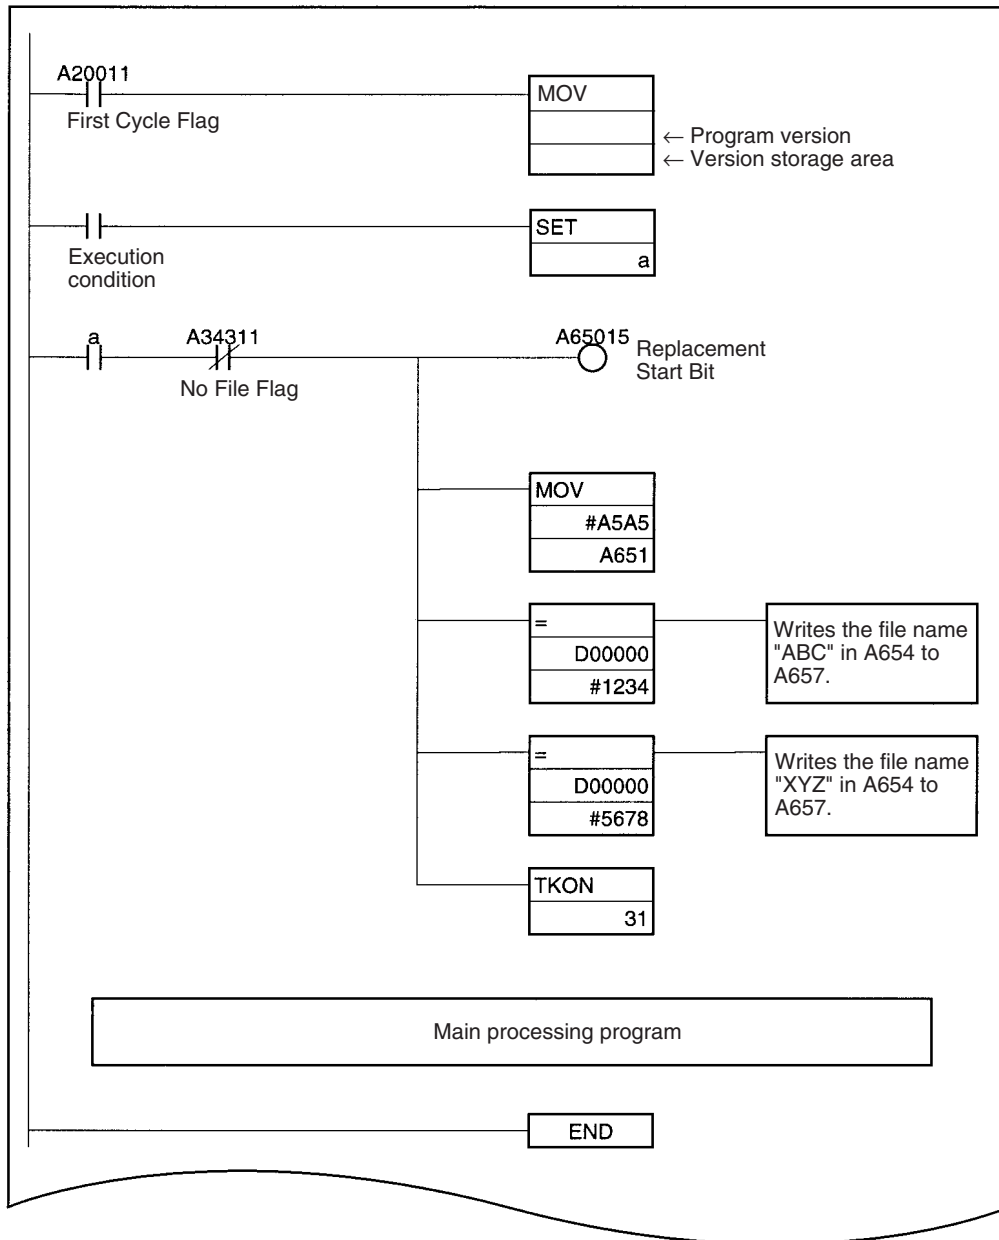 A20011
First Cycle Flag
MOV
← Program version
← Version storage area
Execution
condition
SET
a
a
A34311
No File Flag
A65015
Replacement
Start Bit
MOV
#A5A5
A651
=
D00000
#1234
Writes the file name
"ABC" in A654 to
A657.
=
D00000
#5678
Writes the file name
"XYZ" in A654 to
A657.
TKON
31
Main processing program
END